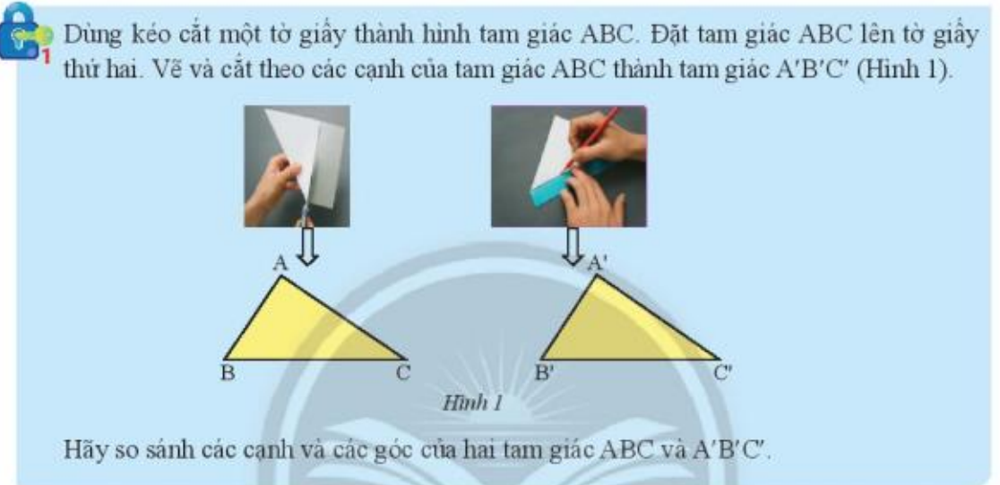 1
Dùng kéo cắt một tờ giấy thành hình tam giác ABC. Đặt tam giác ABC lên tờ giấy
thứ hai. Vẽ và cắt theo các cạnh của tam giác ABC thành tam giác A′B′C′ (Hình 1).
A A'
B C B' C'
Hình 1
Hãy so sánh các cạnh và các góc của hai tam giác ABC và A′B′C′.